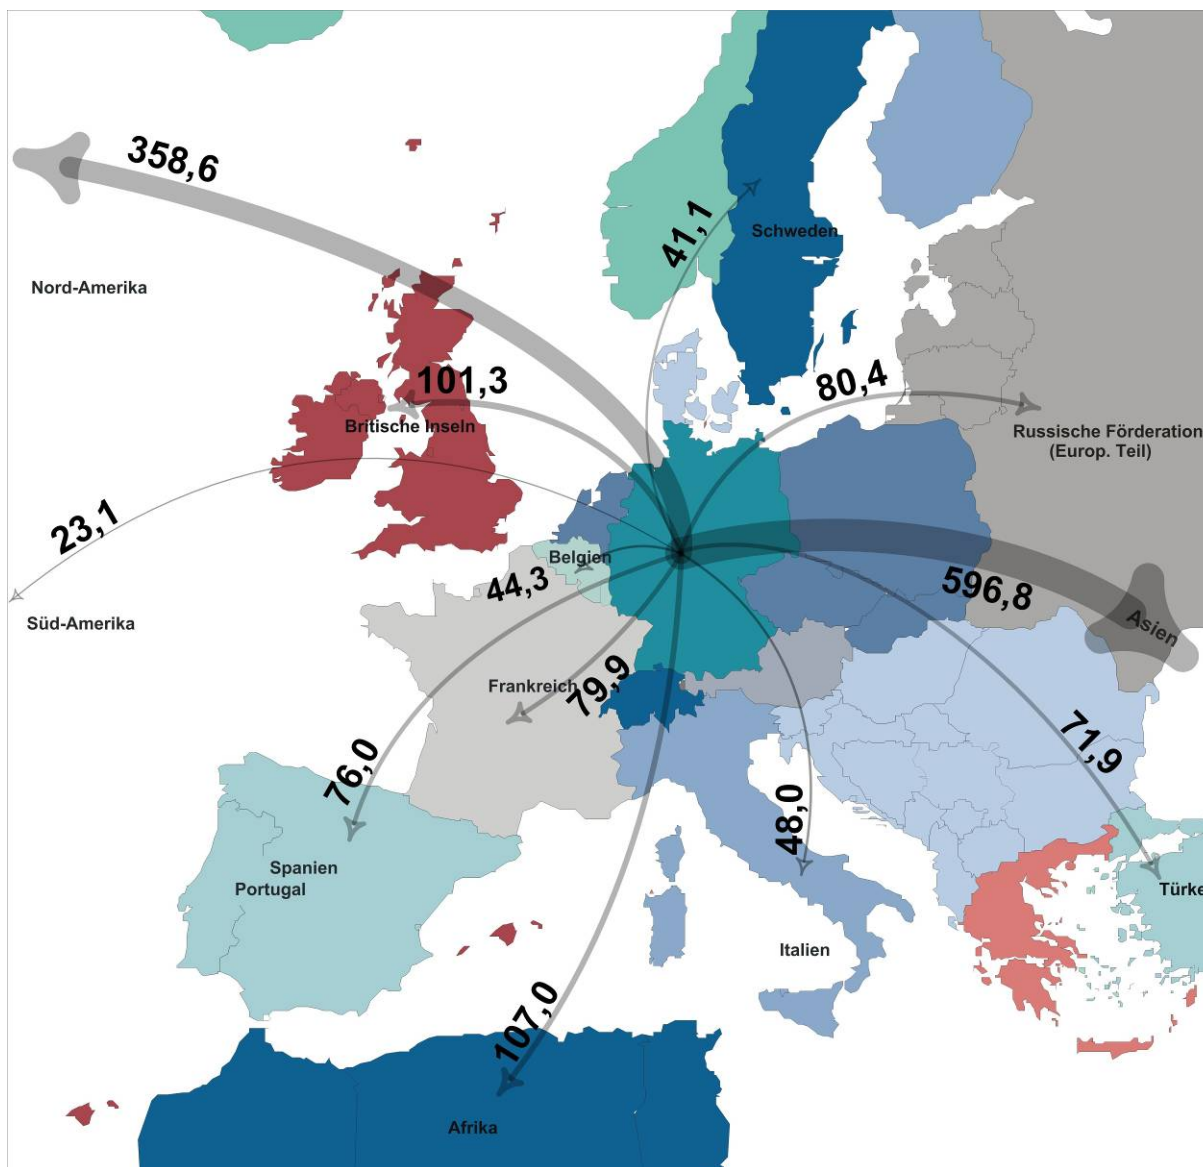 358,6
41,1
Schweden
Nord-Amerika
101,3
80,4
Britische Inseln
Russische Förderation
(Europ. Teil)
23,1
Belgien
44,3
596,8
Süd-Amerika
Asien
Frankreich
79,9
71,9
76,0
48,0
Spanien
Portugal
Türke
Italien
107,0
Afrika